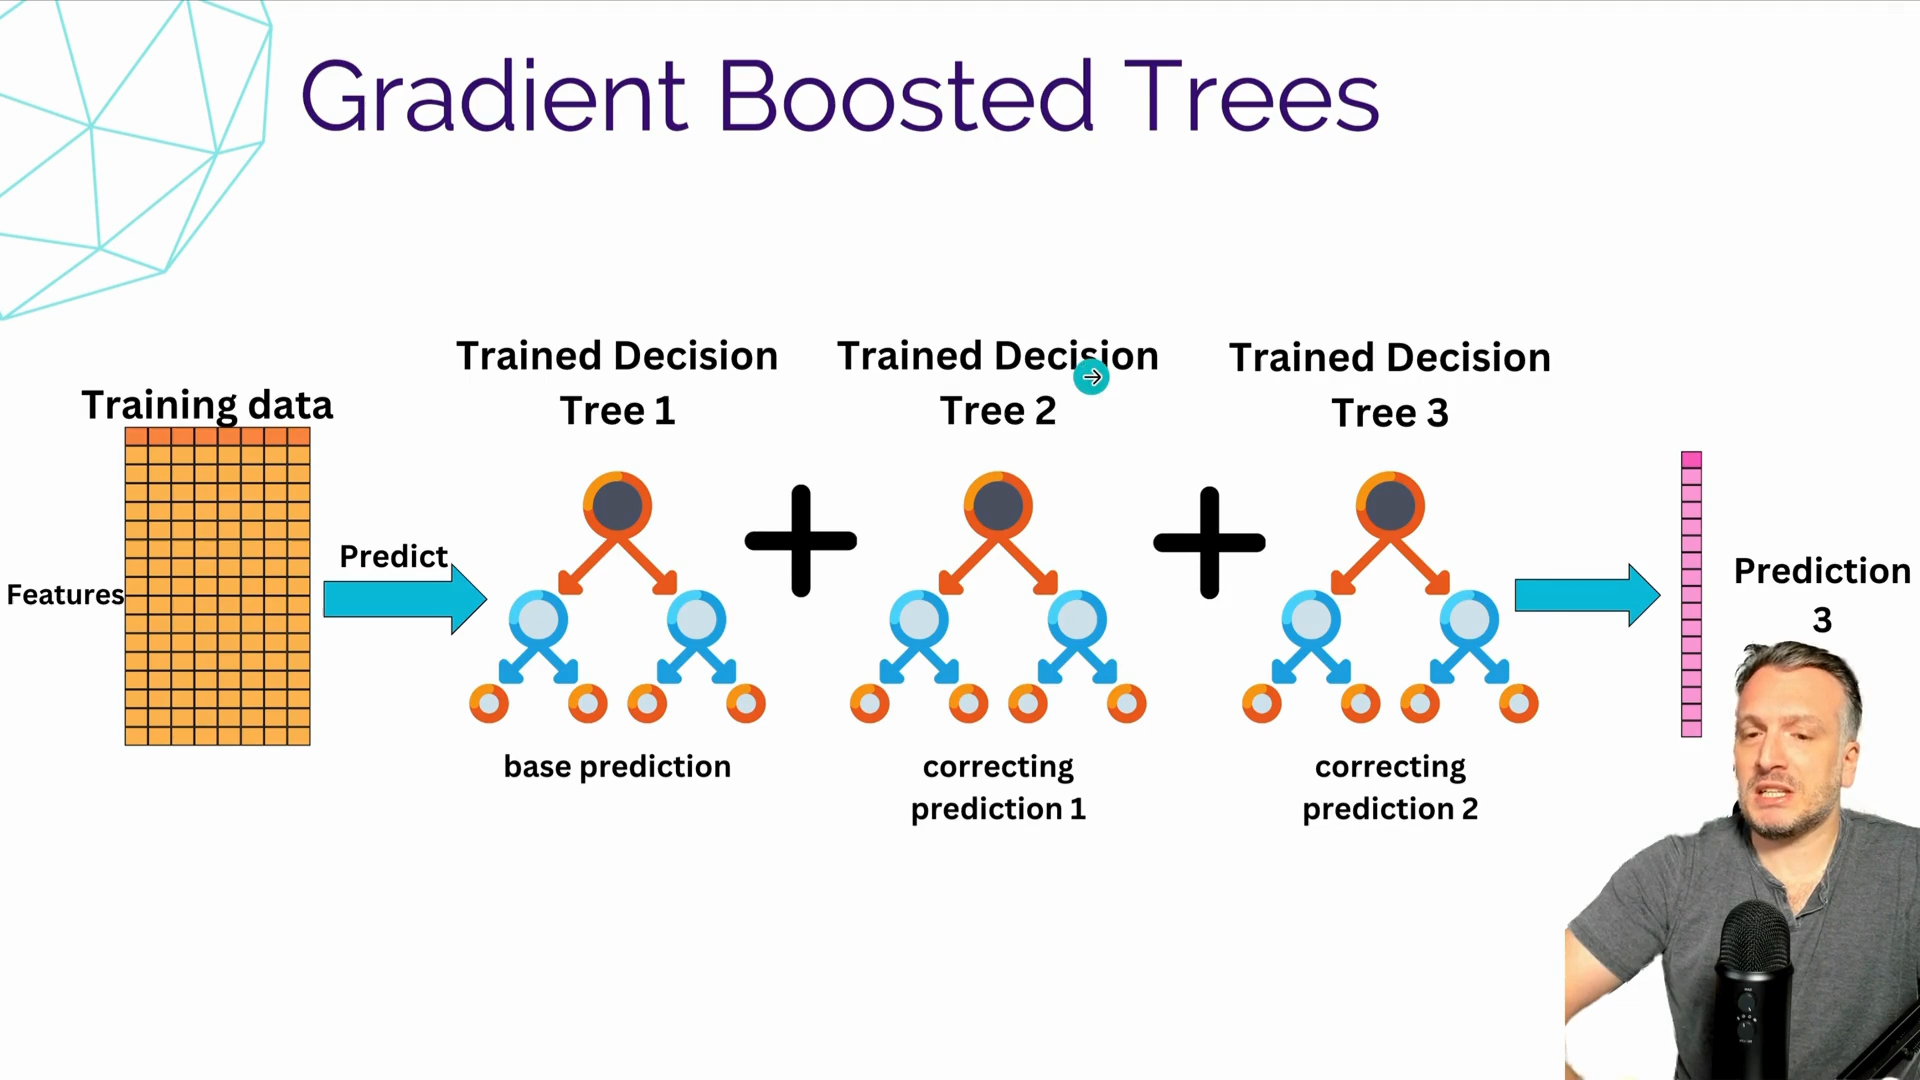 Gradient Boosted Trees
Training data
Features
Predict
Trained Decision
Tree 1
base prediction
Trained Decision
Tree 2
correcting
prediction 1
Trained Decision
Tree 3
correcting
prediction 2
Prediction
3